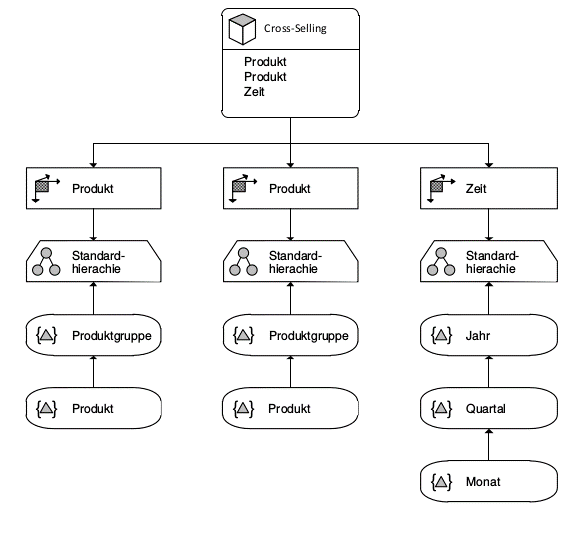 Cross-Selling
Produkt
Produkt
Zeit
Produkt
Produkt
Zeit
Standard-
hierachie
Standard-
hierachie
Standard-
hierachie
{Δ} Produktgruppe
{Δ} Produktgruppe
{Δ} Jahr
{Δ} Produkt
{Δ} Produkt
{Δ} Quartal
{Δ} Monat